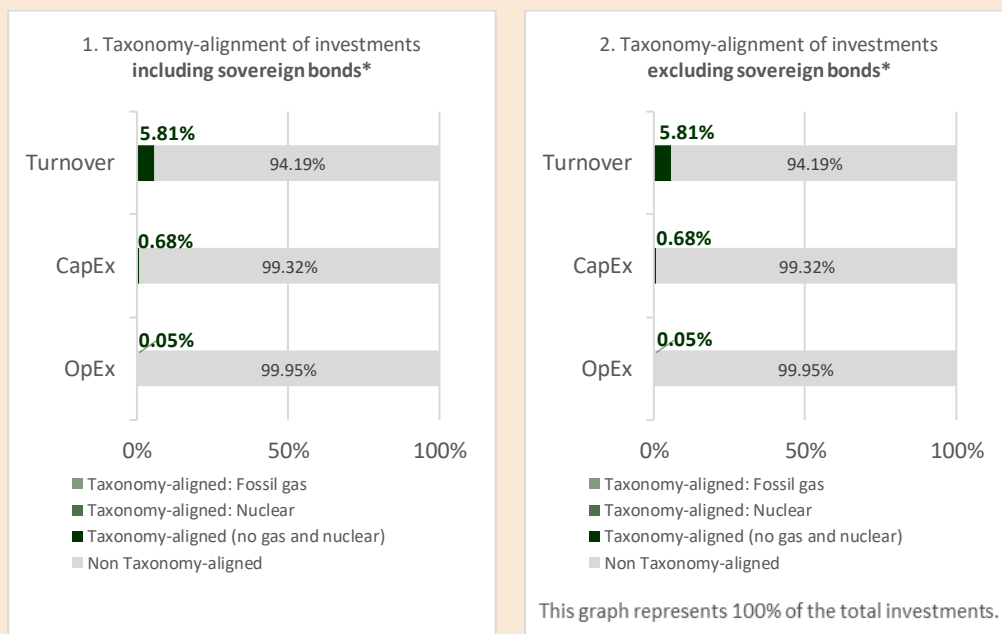 1. Taxonomy-alignment of investments
including sovereign bonds*
5.81%
Turnover
94.19%
0.68%
CapEx
99.32%
0.05%
OpEx
99.95%
0%
50%
100%
Taxonomy-aligned: Fossil gas
Taxonomy-aligned: Nuclear
Taxonomy-aligned (no gas and nuclear)
Non Taxonomy-aligned
2. Taxonomy-alignment of investments
excluding sovereign bonds*
5.81%
Turnover
94.19%
0.68%
CapEx
99.32%
0.05%
OpEx
99.95%
0%
50%
100%
Taxonomy-aligned: Fossil gas
Taxonomy-aligned: Nuclear
Taxonomy-aligned (no gas and nuclear)
Non Taxonomy-aligned
This graph represents 100% of the total investments.